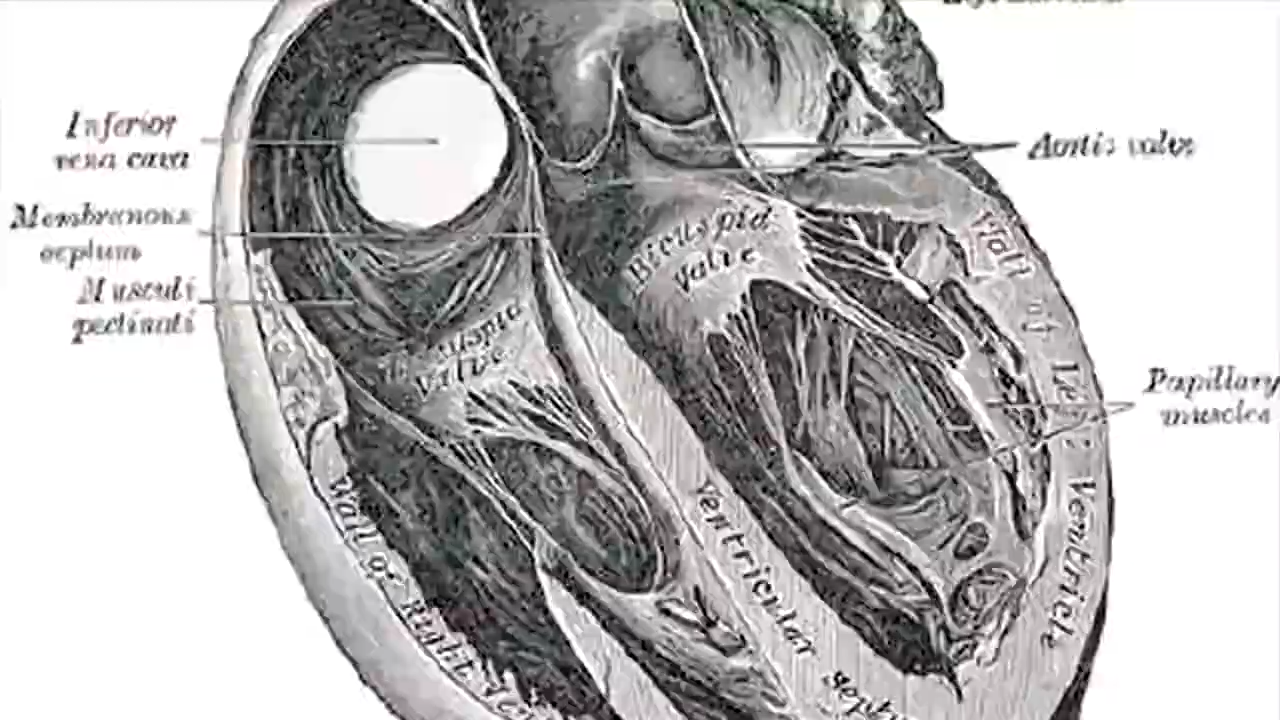 Inferior
vena cava
Membranous
septum
Musculi
pectinati
Aortic valve
Bicuspid
valve
valve
Papillary
muscles
Wall of Left Ventricle
Wall of Right
Ventricular